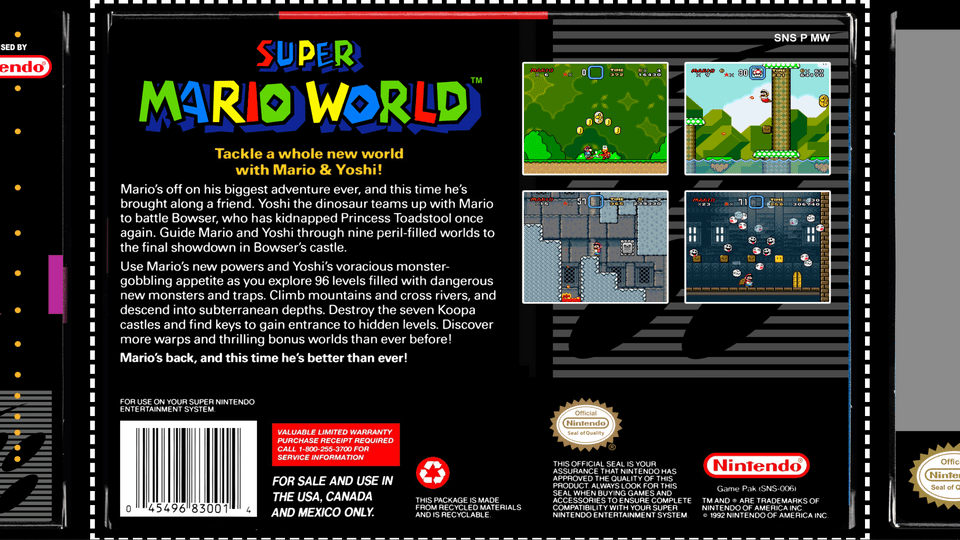 SED BY
endo®
SNS P MW
SUPER
MARIO WORLD™
Tackle a whole new world
with Mario & Yoshi!
Mario's off on his biggest adventure ever, and this time he's
brought along a friend. Yoshi the dinosaur teams up with Mario
to battle Bowser, who has kidnapped Princess Toadstool once
again. Guide Mario and Yoshi through nine peril-filled worlds to
the final showdown in Bowser's castle.
Use Mario's new powers and Yoshi's voracious monster-
gobbling appetite as you explore 96 levels filled with dangerous
new monsters and traps. Climb mountains and cross rivers, and
descend into subterranean depths. Destroy the seven Koopa
castles and find keys to gain entrance to hidden levels. Discover
more warps and thrilling bonus worlds than ever before!
Mario's back, and this time he's better than ever!
FOR USE ON YOUR SUPER NINTENDO
ENTERTAINMENT SYSTEM.
0 45496 83001 4
VALUABLE LIMITED WARRANTY
PURCHASE RECEIPT REQUIRED
CALL 1-800-255-3700 FOR
SERVICE INFORMATION
FOR SALE AND USE IN
THE USA, CANADA
AND MEXICO ONLY.
THIS PACKAGE IS MADE
FROM RECYCLED MATERIALS
AND IS RECYCLABLE.
Official
Nintendo
Seal of Quality
®
THIS OFFICIAL SEAL IS YOUR
ASSURANCE THAT NINTENDO HAS
APPROVED THE QUALITY OF THIS
PRODUCT. ALWAYS LOOK FOR THIS
SEAL WHEN BUYING GAMES AND
ACCESSORIES TO ENSURE COMPLETE
COMPATIBILITY WITH YOUR SUPER
NINTENDO ENTERTAINMENT SYSTEM.
Nintendo®
Game Pak (SNS-006)
TM AND ® ARE TRADEMARKS OF
NINTENDO OF AMERICA INC.
© 1992 NINTENDO OF AMERICA INC.
Offic
Ninten
Seal of Q